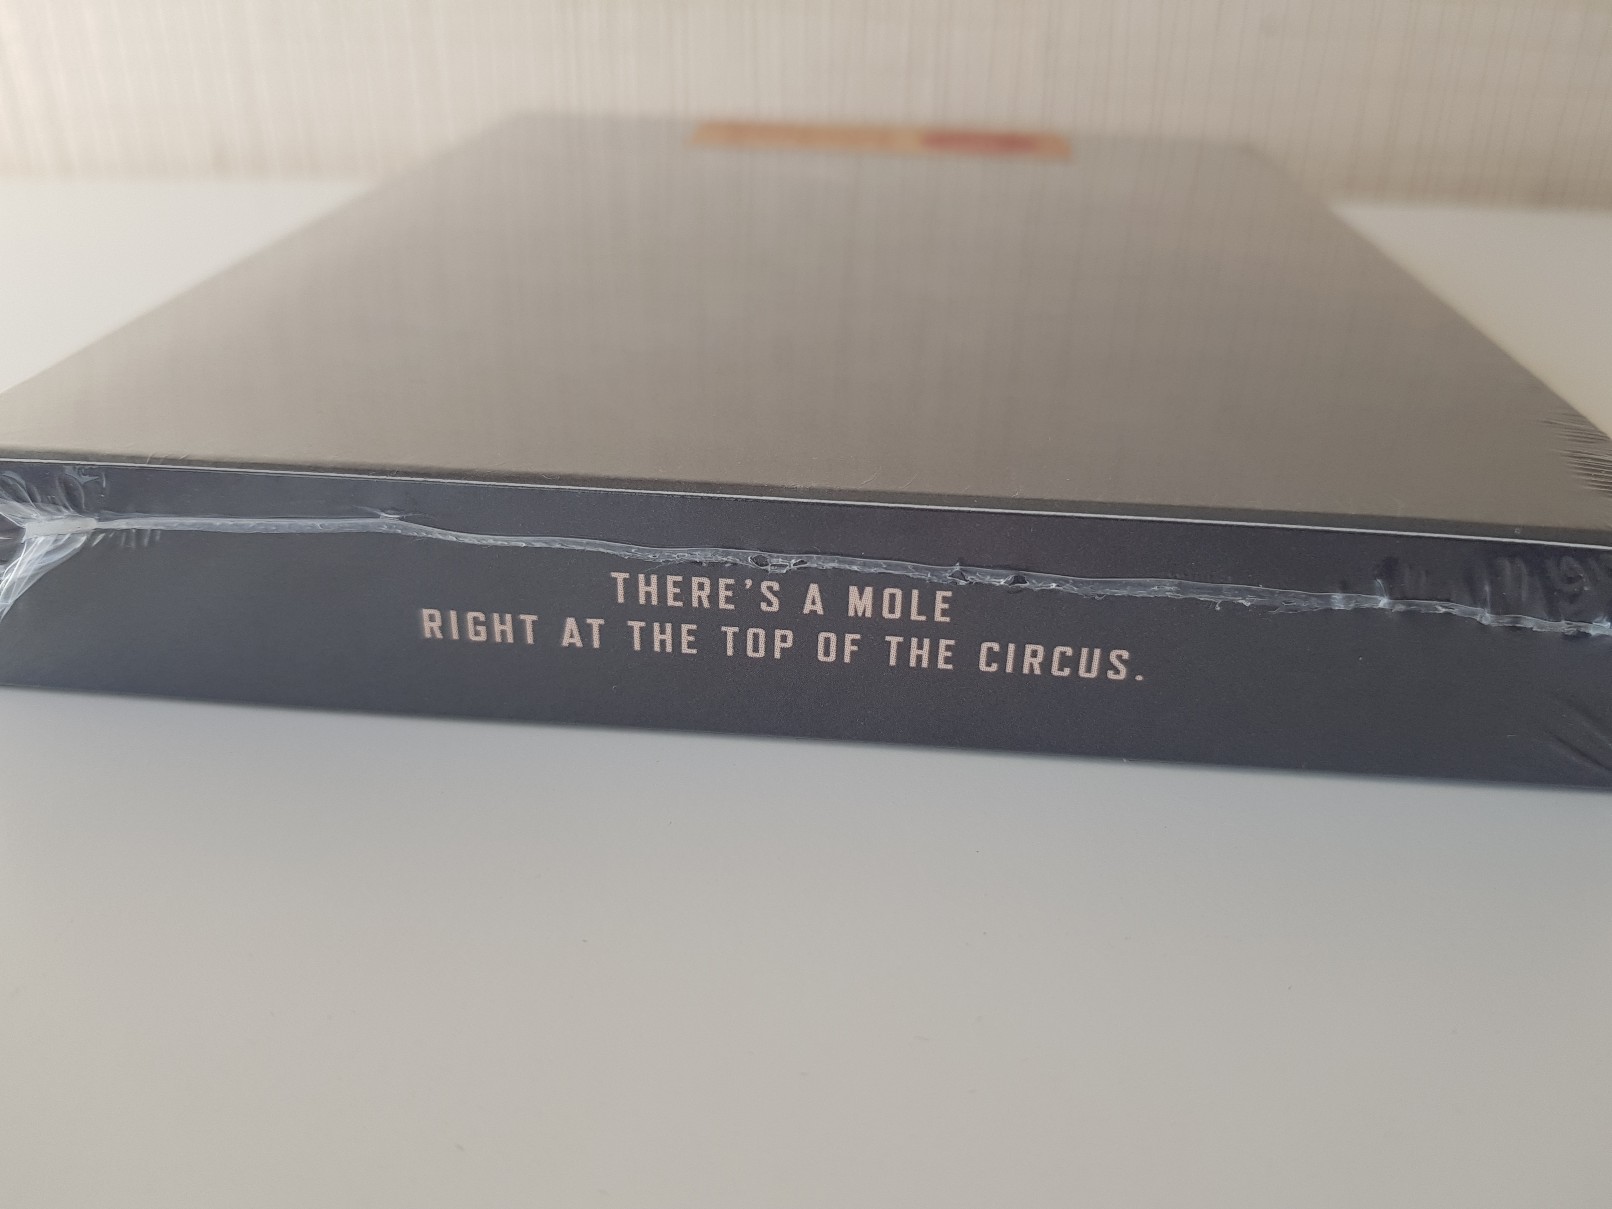 THERE'S A MOLE
RIGHT AT THE TOP OF THE CIRCUS.